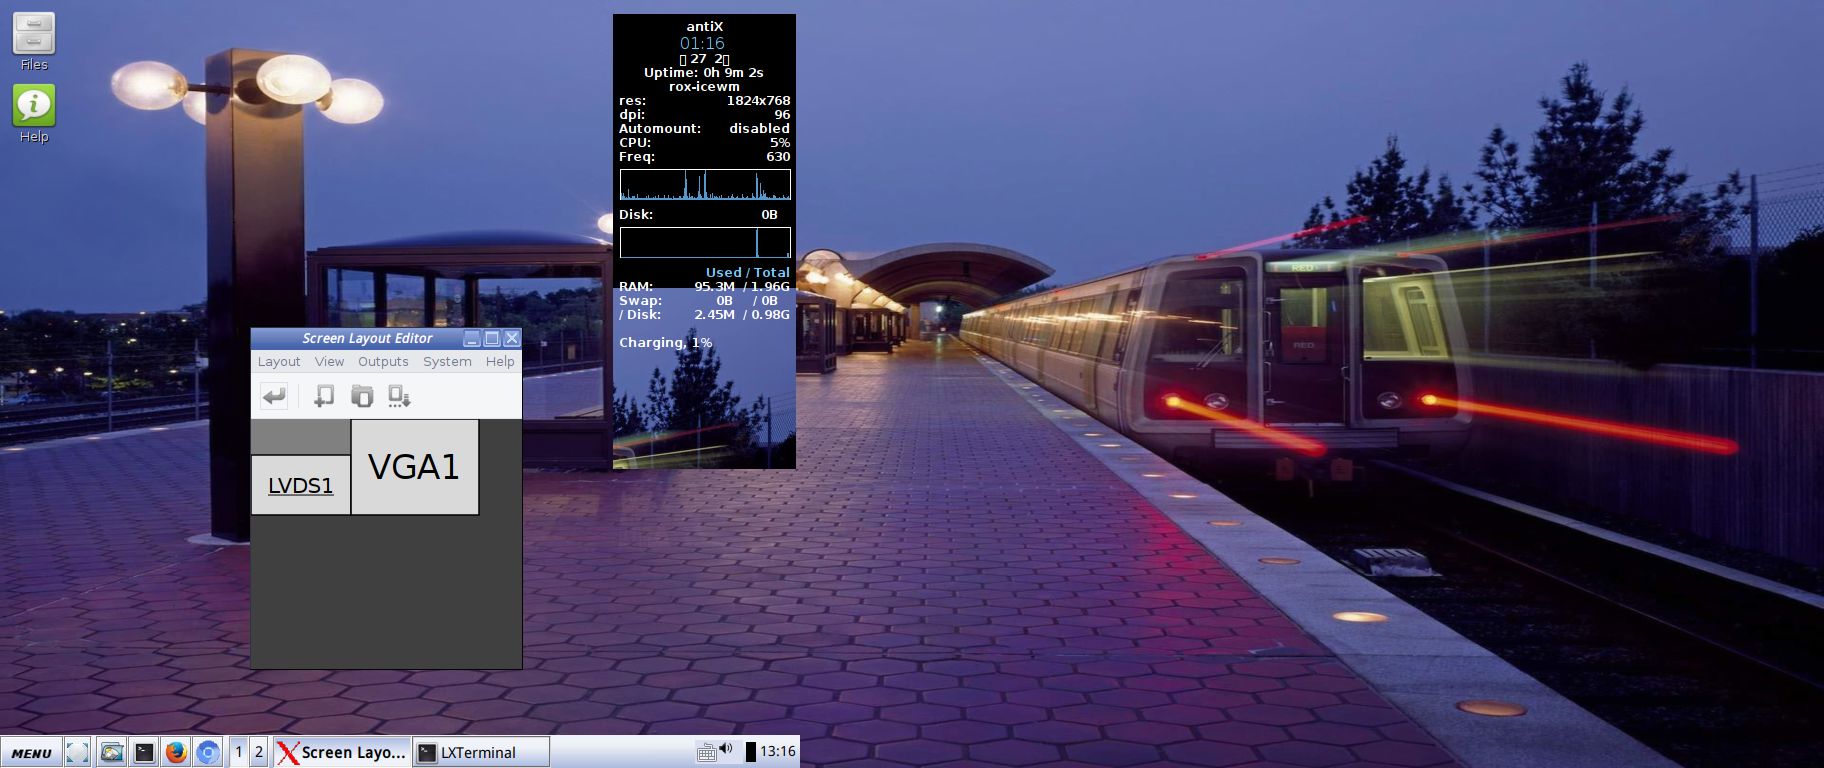 Files
Help
antiX
01:16
27 2
Uptime: 0h 9m 2s
rox-icewm
res: 1824x768
dpi: 96
Automount: disabled
CPU: 5%
Freq: 630
Disk: 0B
Used / Total
RAM: 95.3M / 1.96G
Swap: 0B / 0B
/ Disk: 2.45M / 0.98G
Charging, 1%
Screen Layout Editor
Layout View Outputs System Help
LVDS1
VGA1
RED
RED
MENU 1 2 Screen Layo... LXTerminal 13:16